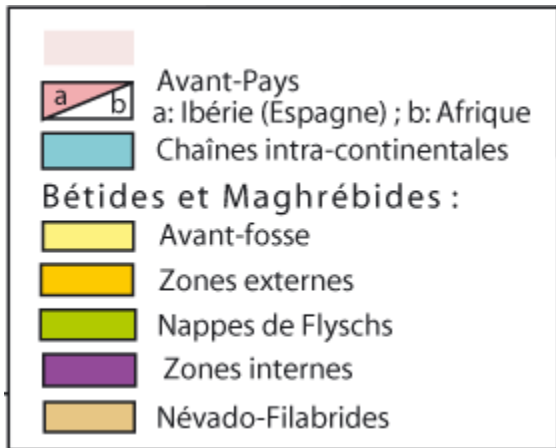 Avant-Pays
a b
a: Ibérie (Espagne) ; b: Afrique
Chaînes intra-continentales
Bétides et Maghrébides :
Avant-fosse
Zones externes
Nappes de Flyschs
Zones internes
Névado-Filabrides